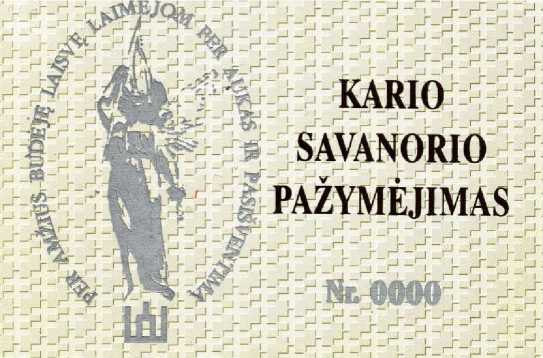 PER AMŽIUS BUDĖJĘ LAISVĘ LAIMĖJOM PER AUKAS IR PASIŠVENTIMĄ
KARIO
SAVANORIO
PAŽYMĖJIMAS
Nr. 0000